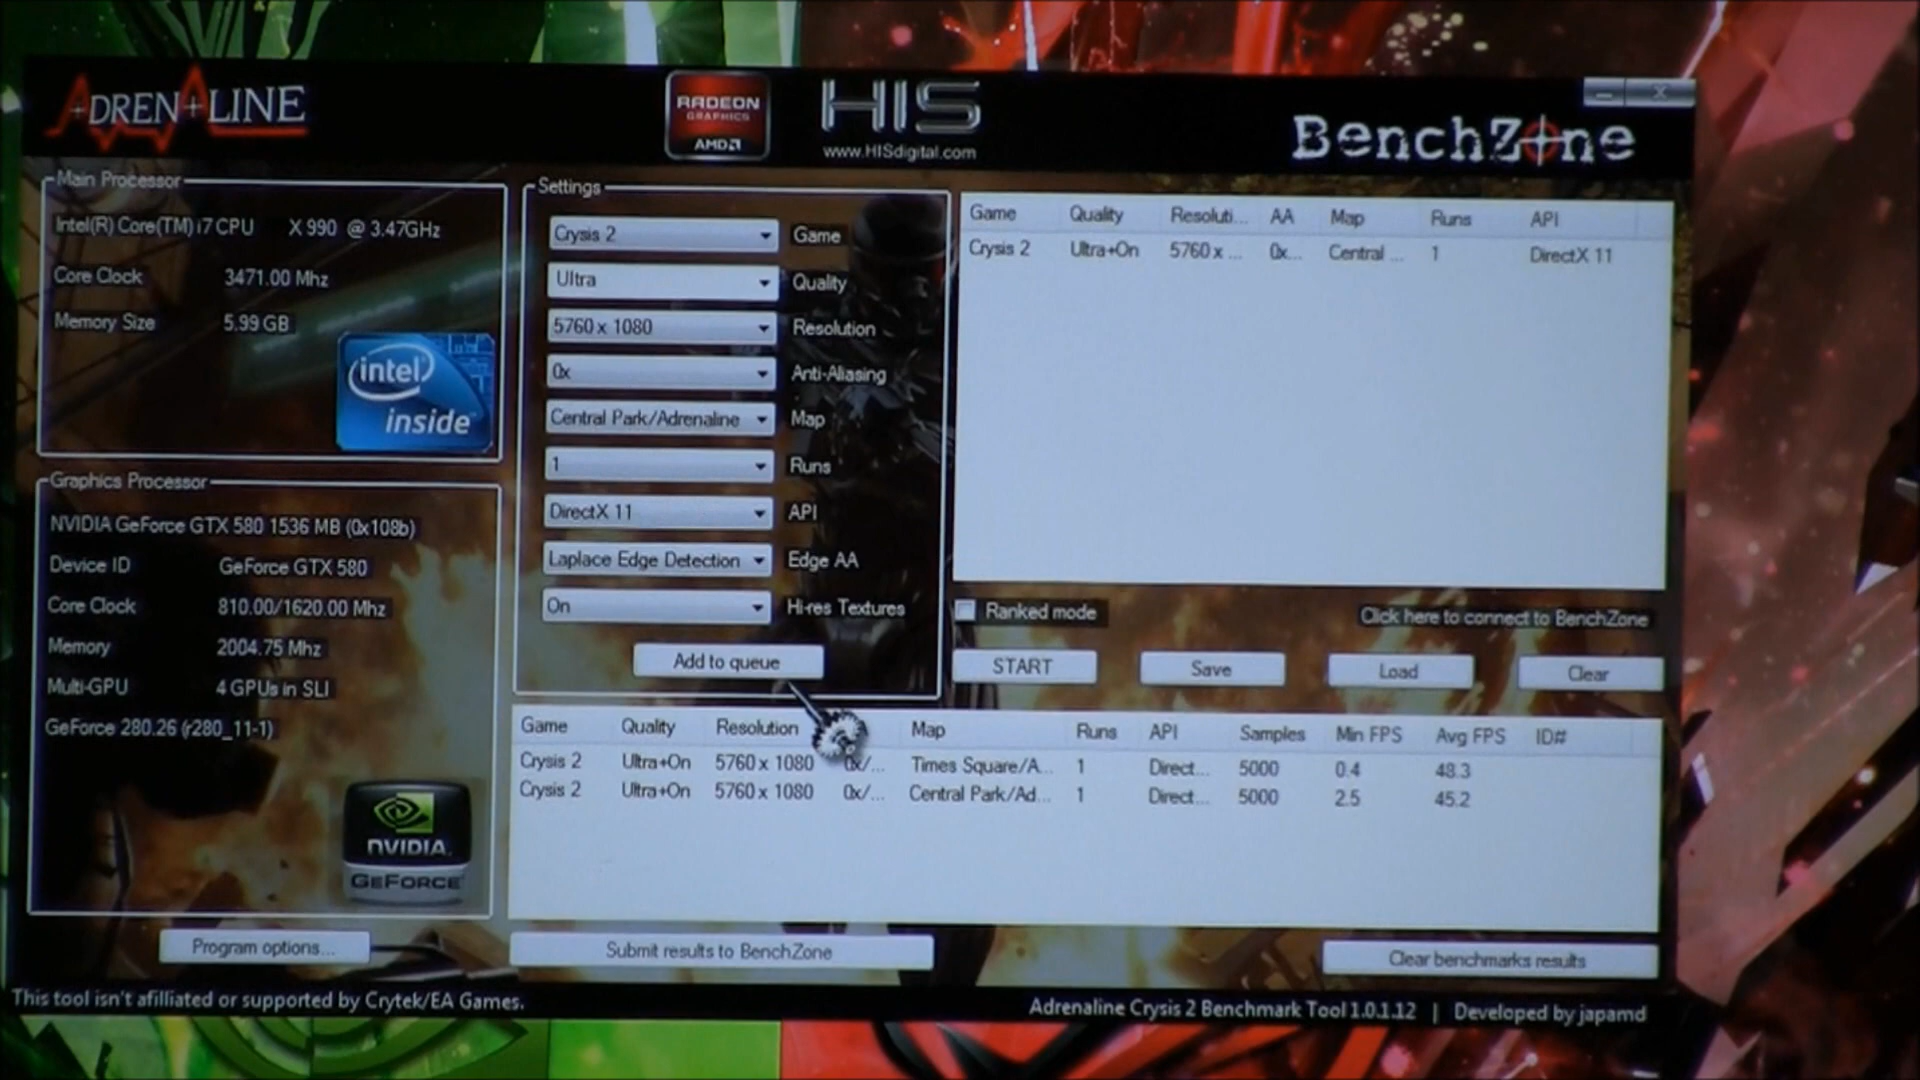 ADRENALINE
RADEON
GRAPHICS
AMD
HIS
www.HISdigital.com
BenchZone
Main Processor
Intel(R) Core(TM) i7 CPU X 990 @ 3.47GHz
Core Clock 3471.00 Mhz
Memory Size 5.99 GB
intel
inside
Graphics Processor
NVIDIA GeForce GTX 580 1536 MB (0x108b)
Device ID GeForce GTX 580
Core Clock 810.00/1620.00 Mhz
Memory 2004.75 Mhz
Multi-GPU 4 GPUs in SLI
GeForce 280.26 (r280_11-1)
NVIDIA.
GEFORCE
Program options...
Settings
Crysis 2 Game
Ultra Quality
5760 x 1080 Resolution
0x Anti-Aliasing
Central Park/Adrenaline Map
1 Runs
DirectX 11 API
Laplace Edge Detection Edge AA
On Hi-res Textures
Add to queue
Game Quality Resoluti... AA Map Runs API
Crysis 2 Ultra+On 5760 x ... 0x... Central ... 1 DirectX 11
Ranked mode
Click here to connect to BenchZone
START Save Load Clear
Game Quality Resolution Map Runs API Samples Min FPS Avg FPS ID#
Crysis 2 Ultra+On 5760 x 1080 0x/... Times Square/A... 1 Direct... 5000 0.4 48.3
Crysis 2 Ultra+On 5760 x 1080 0x/... Central Park/Ad... 1 Direct... 5000 2.5 45.2
Submit results to BenchZone
Clear benchmarks results
This tool isn't afiliated or supported by Crytek/EA Games.
Adrenaline Crysis 2 Benchmark Tool 1.0.1.12 | Developed by japamd